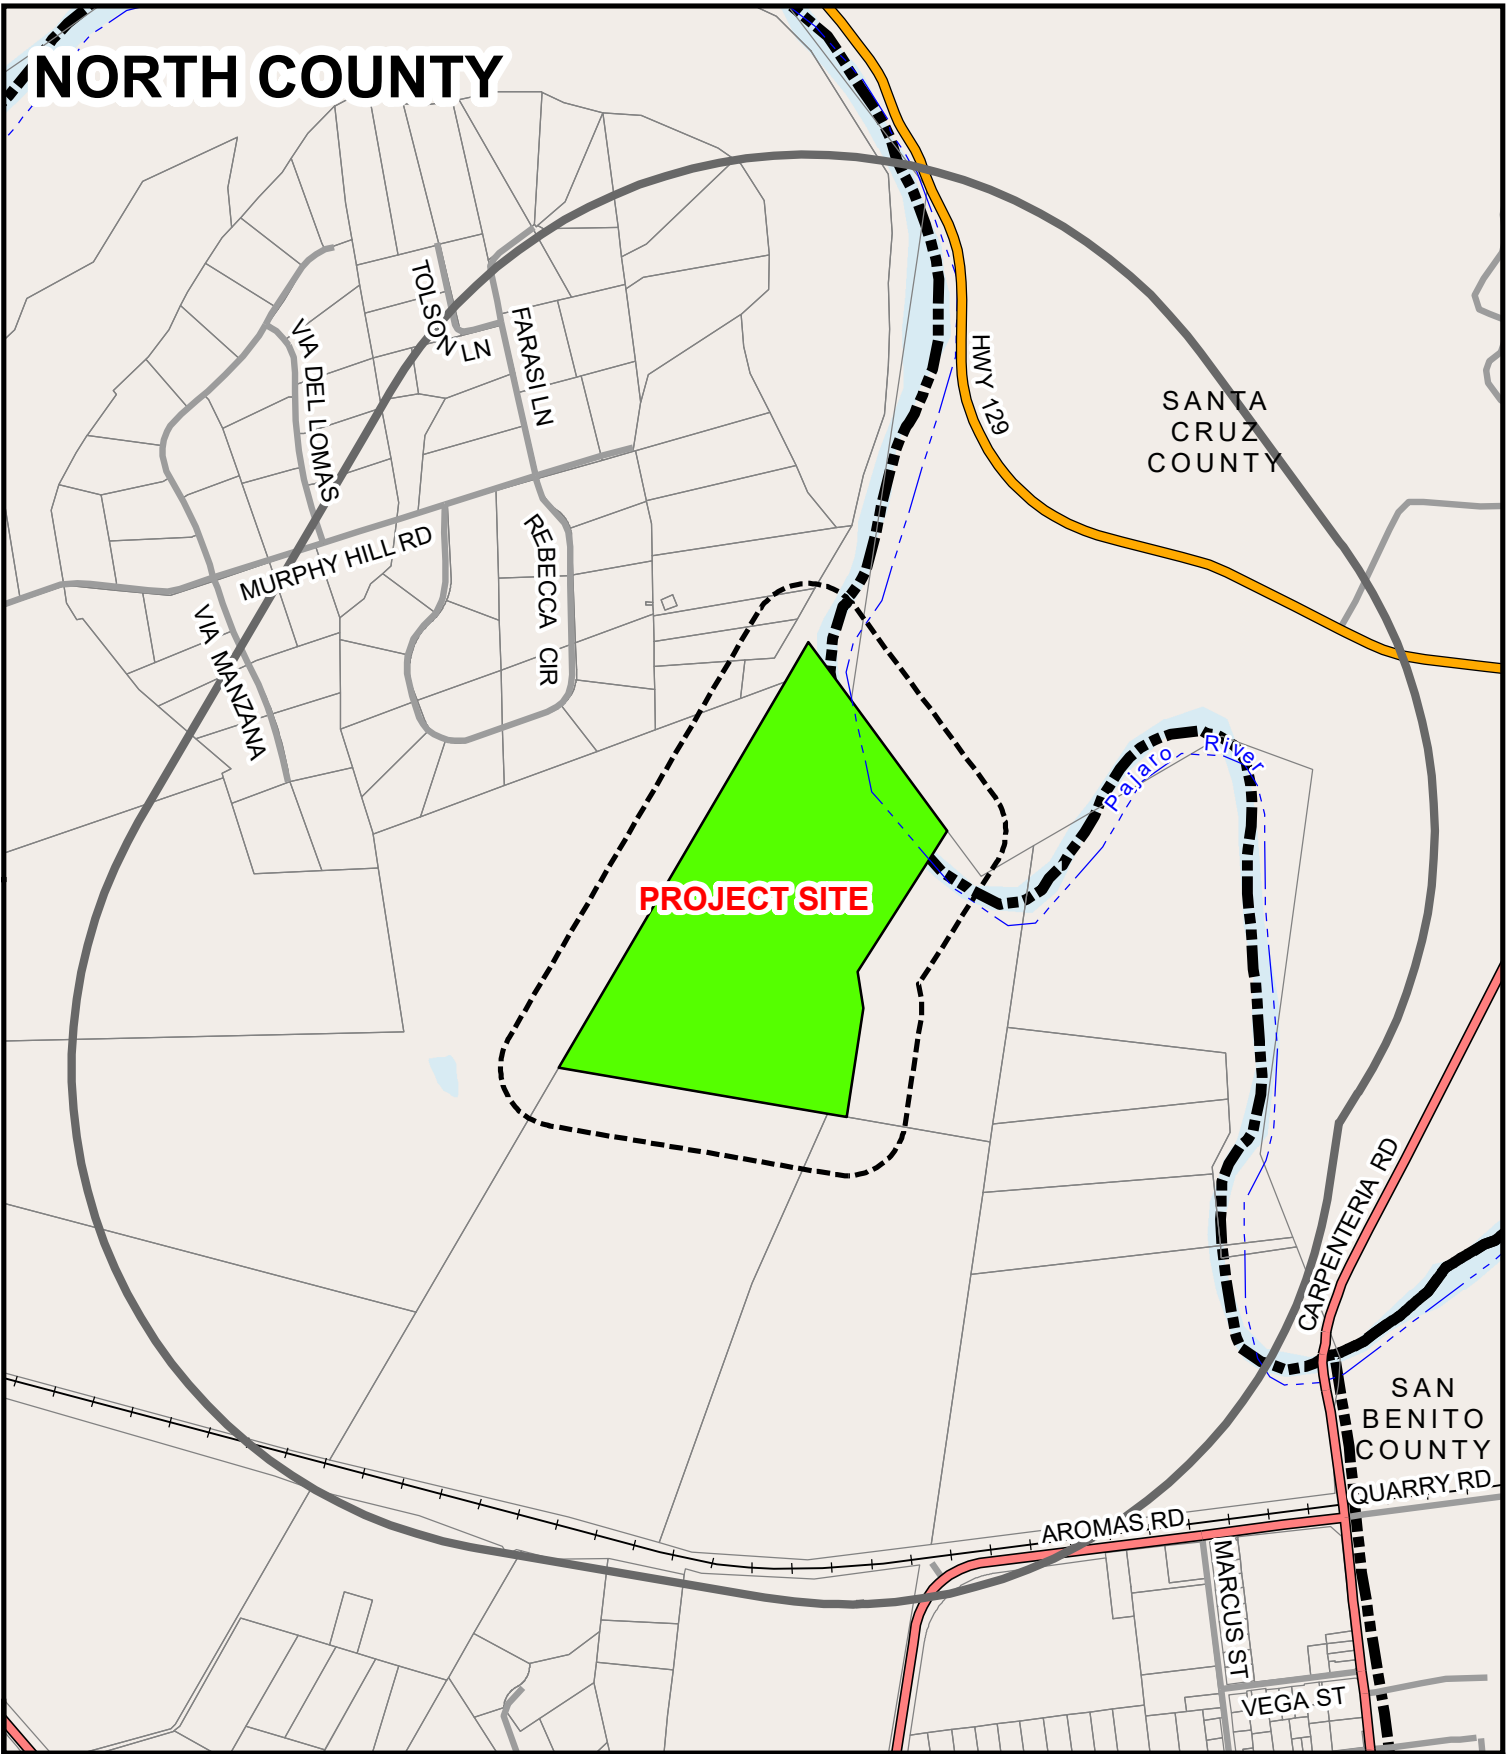 NORTH COUNTY
TOLSON LN
FARASI LN
VIA DEL LOMAS
HWY 129
SANTA
CRUZ
COUNTY
MURPHY HILL RD
REBECCA CIR
VIA MANZANA
Pajaro River
PROJECT SITE
CARPENTERIA RD
SAN
BENITO
COUNTY
QUARRY RD
AROMAS RD
MARCUS ST
VEGA ST